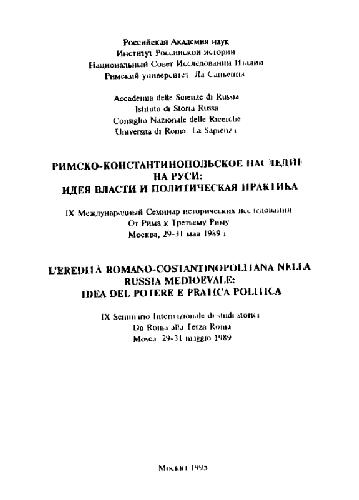 Российская Академия наук
Институт Российской истории
Национальный Совет Исследований Италии
Римский университет "Ла Сапиенца"
Accademia delle Scienze di Russia
Istituto di Storia Russa
Consiglio Nazionale delle Ricerche
Università di Roma "La Sapienza"
РИМСКО-КОНСТАНТИНОПОЛЬСКОЕ НАСЛЕДИЕ
НА РУСИ:
ИДЕЯ ВЛАСТИ И ПОЛИТИЧЕСКАЯ ПРАКТИКА
IX Международный Семинар исторических исследований
От Рима к Третьему Риму
Москва, 29-31 мая 1989 г.
L'EREDITÀ ROMANO-COSTANTINOPOLITANA NELLA
RUSSIA MEDIOEVALE:
IDEA DEL POTERE E PRATICA POLITICA
IX Seminario Internazionale di studi storici
Da Roma alla Terza Roma
Mosca 29-31 maggio 1989
Москва 1995